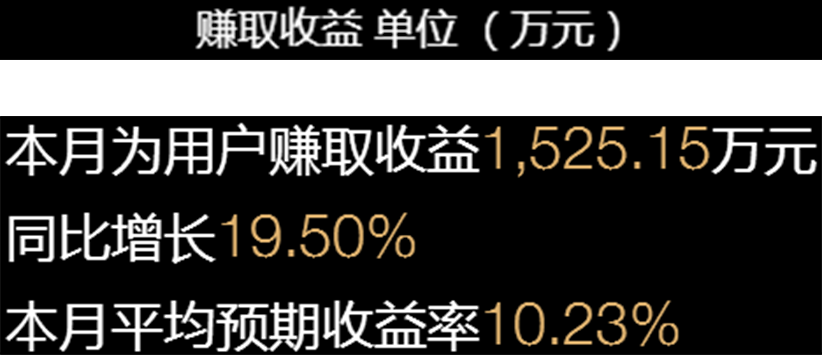 赚取收益 单位 （万元）
本月为用户赚取收益1,525.15万元
同比增长19.50%
本月平均预期收益率10.23%